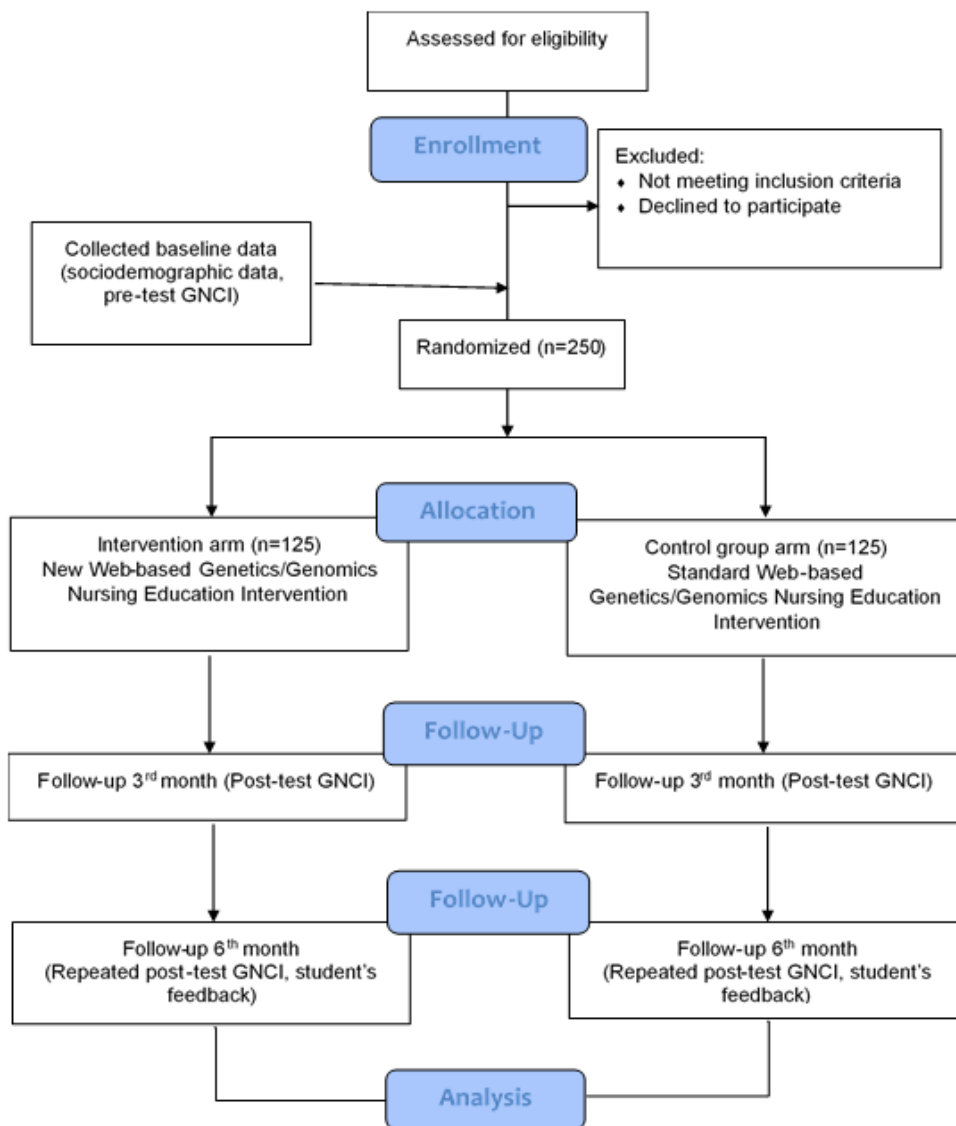 Assessed for eligibility
Enrollment
Excluded:
♦ Not meeting inclusion criteria
♦ Declined to participate
Collected baseline data
(sociodemographic data,
pre-test GNCI)
Randomized (n=250)
Allocation
Intervention arm (n=125)
New Web-based Genetics/Genomics
Nursing Education Intervention
Control group arm (n=125)
Standard Web-based
Genetics/Genomics Nursing Education
Intervention
Follow-Up
Follow-up 3rd month (Post-test GNCI)
Follow-up 3rd month (Post-test GNCI)
Follow-Up
Follow-up 6th month
(Repeated post-test GNCI, student's
feedback)
Follow-up 6th month
(Repeated post-test GNCI, student's
feedback)
Analysis